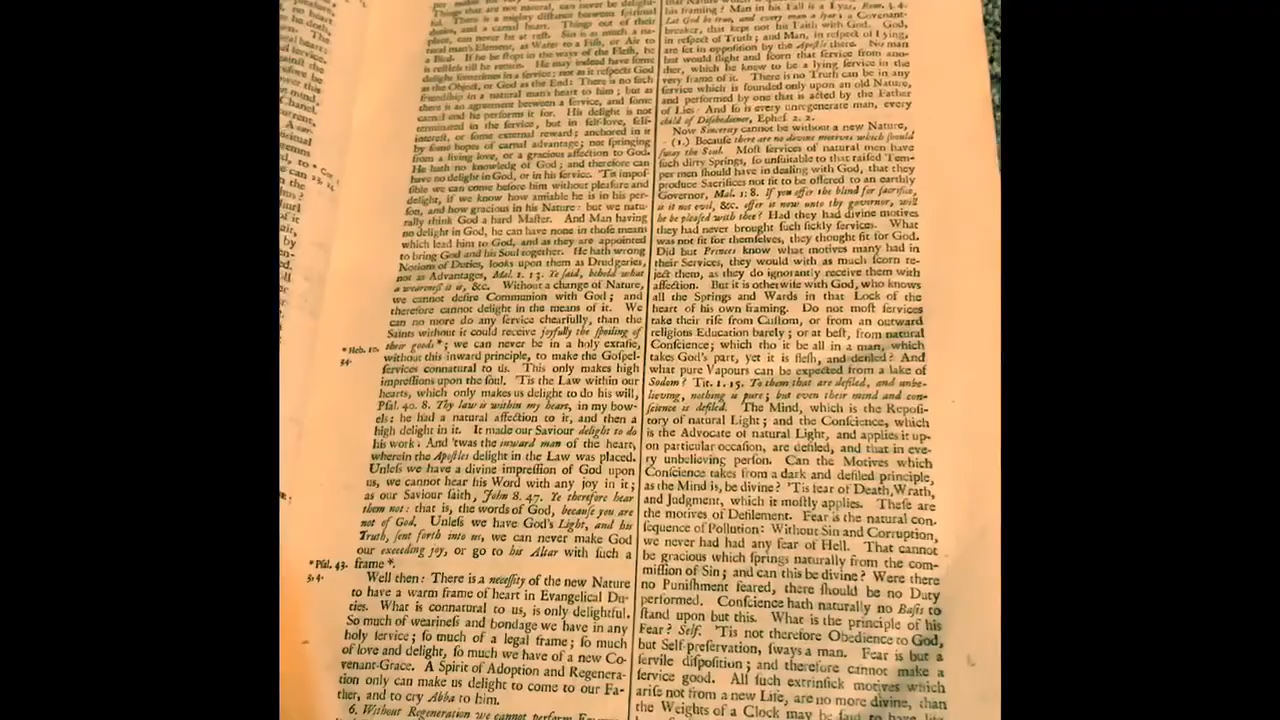 Things that are not natural, can never be delight-
ful. There is a mighty diſtance between ſpiritual
duties, and a carnal heart. Things out of their
place, can never be at reſt. Sin is as much a na-
tural man's Element, as Water to a Fiſh, or Air to
a Bird. If he ſtops in the ways of the Fleſh, he
is reſtleſs till he return. He may indeed have ſome
delight ſometimes in a ſervice; not as it reſpects God
as the Object, or God as the End: There is no ſuch
friendſhip in a natural man's heart to him; but as
there is an agreement between a ſervice, and ſome
carnal end he performs it for. His delight is not
terminated in the ſervice, but in ſelf-love, ſelf-
intereſt, or ſome external reward; anchored in it
by ſome hopes of carnal advantage; not ſpringing
from a living love, or a gracious affection to God.
He hath no knowledg of God; and therefore can
have no delight in God, or in his ſervice. 'Tis impoſ-
ſible we can come before him without pleaſure and
delight, if we know how amiable he is in his per-
ſon, and how gracious in his Nature: but we natu-
rally think God a hard Maſter. And Man having
no delight in God, he can have none in thoſe means
which lead him to God, and as they are appointed
to bring God and his Soul together. He hath wrong
Notions of Duties, looks upon them as Drudgeries,
not as Advantages, Mal. 1. 13. Ye ſaid, behold what
a wearineſs it is, &c. Without a change of Nature,
we cannot deſire Communion with God; and
therefore cannot delight in the means of it. We
can no more do any ſervice chearfully, than the
Saints without it could receive joyfully the ſpoiling of
their goods*; we can never be in a holy extaſie,
* Heb. 10.
34.
without this inward principle, to make the Goſpel-
ſervices connatural to us. This only makes high
impreſſions upon the ſoul. 'Tis the Law within our
hearts, which only makes us delight to do his will,
Pſal. 40. 8. Thy law is within my heart, in my bow-
els: he had a natural affection to it, and then a
high delight in it. It made our Saviour delight to do
his work: And 'twas the inward man of the heart,
wherein the Apoſtles delight in the Law was placed.
Unleſs we have a divine impreſſion of God upon
us, we cannot hear his Word with any joy in it;
as our Saviour ſaith, John 8. 47. Ye therefore hear
them not: that is, the words of God, becauſe you are
not of God. Unleſs we have God's Light, and his
Truth, ſent forth into us, we can never make God
our exceeding joy, or go to his Altar with ſuch a
frame *.
* Pſal. 43.
3, 4.
Well then: There is a neceſſity of the new Nature
to have a warm frame of heart in Evangelical Du-
ties. What is connatural to us, is only delightful.
So much of wearineſs and bondage we have in any
holy ſervice; ſo much of a legal frame; ſo much
of love and delight, ſo much we have of a new Co-
venant-Grace. A Spirit of Adoption and Regenera-
tion only can make us delight to come to our Fa-
ther, and to cry Abba to him.
6. Without Regeneration we cannot perform
his framing? Man in his Fall is a Lyar, Rom. 3. 4.
Let God be true, and every man a lyar: a Covenant-
breaker, that kept not his Faith with God. God,
in reſpect of Truth; and Man, in reſpect of Lying,
are ſet in oppoſition by the Apoſtle there. No man
but would ſlight and ſcorn that ſervice from ano-
ther, which he knew to be a lying ſervice in the
very frame of it. There is no Truth can be in any
ſervice which is founded only upon an old Nature,
and performed by one that is acted by the Father
of Lies: And ſo is every unregenerate man, every
child of Diſobedience, Epheſ. 2. 2.
Now Sincerity cannot be without a new Nature,
(1.) Becauſe there are no divine motives which ſhould
ſway the Soul. Moſt ſervices of natural men have
ſuch dirty Springs, ſo unſuitable to that raiſed Tem-
per men ſhould have in dealing with God, that they
produce Sacrifices not fit to be offered to an earthly
Governor, Mal. 1: 8. If you offer the blind for ſacrifice,
is it not evil, &c. offer it now unto thy governor, will
he be pleaſed with thee? Had they had divine motives
they had never brought ſuch ſickly ſervices. What
was not fit for themſelves, they thought fit for God.
Did but Princes know what motives many had in
their Services, they would with as much ſcorn re-
ject them, as they do ignorantly receive them with
affection. But it is otherwiſe with God, who knows
all the Springs and Wards in that Lock of the
heart of his own framing. Do not moſt ſervices
take their riſe from Cuſtom, or from an outward
religious Education barely; or at beſt, from natural
Conſcience; which tho it be all in a man, which
takes God's part, yet it is fleſh, and defiled? And
what pure Vapours can be expected from a lake of
Sodom? Tit. 1. 15. To them that are defiled, and unbe-
lieving, nothing is pure; but even their mind and con-
ſcience is defiled. The Mind, which is the Repoſi-
tory of natural Light; and the Conſcience, which
is the Advocate of natural Light, and applies it up-
on particular occaſion, are defiled, and that in eve-
ry unbelieving perſon. Can the Motives which
Conſcience takes from a dark and defiled principle,
as the Mind is, be divine? 'Tis fear of Death, Wrath,
and Judgment, which it moſtly applies. Theſe are
the motives of Defilement. Fear is the natural con-
ſequence of Pollution: Without Sin and Corruption,
we never had had any fear of Hell. That cannot
be gracious which ſprings naturally from the com-
miſſion of Sin; and can this be divine? Were there
no Puniſhment feared, there ſhould be no Duty
performed. Conſcience hath naturally no Baſis to
ſtand upon but this. What is the principle of his
Fear? Self. 'Tis not therefore Obedience to God,
but Self-preſervation, ſways a man. Fear is but a
ſervile diſpoſition; and therefore cannot make a
ſervice good. All ſuch extrinſick motives which
ariſe not from a new Life, are no more divine, than
the Weights of a Clock may be ſaid to have